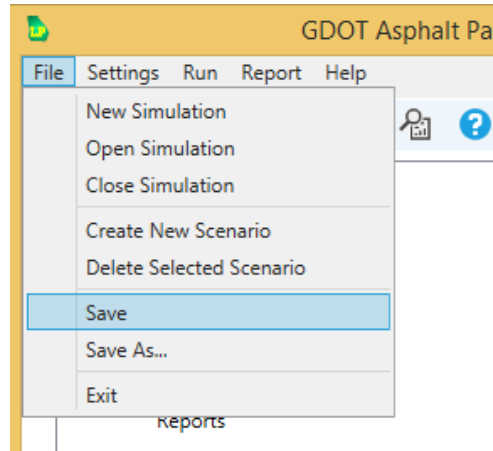 GDOT Asphalt Pa
File Settings Run Report Help
New Simulation
Open Simulation
Close Simulation
Create New Scenario
Delete Selected Scenario
Save
Save As...
Exit
Reports